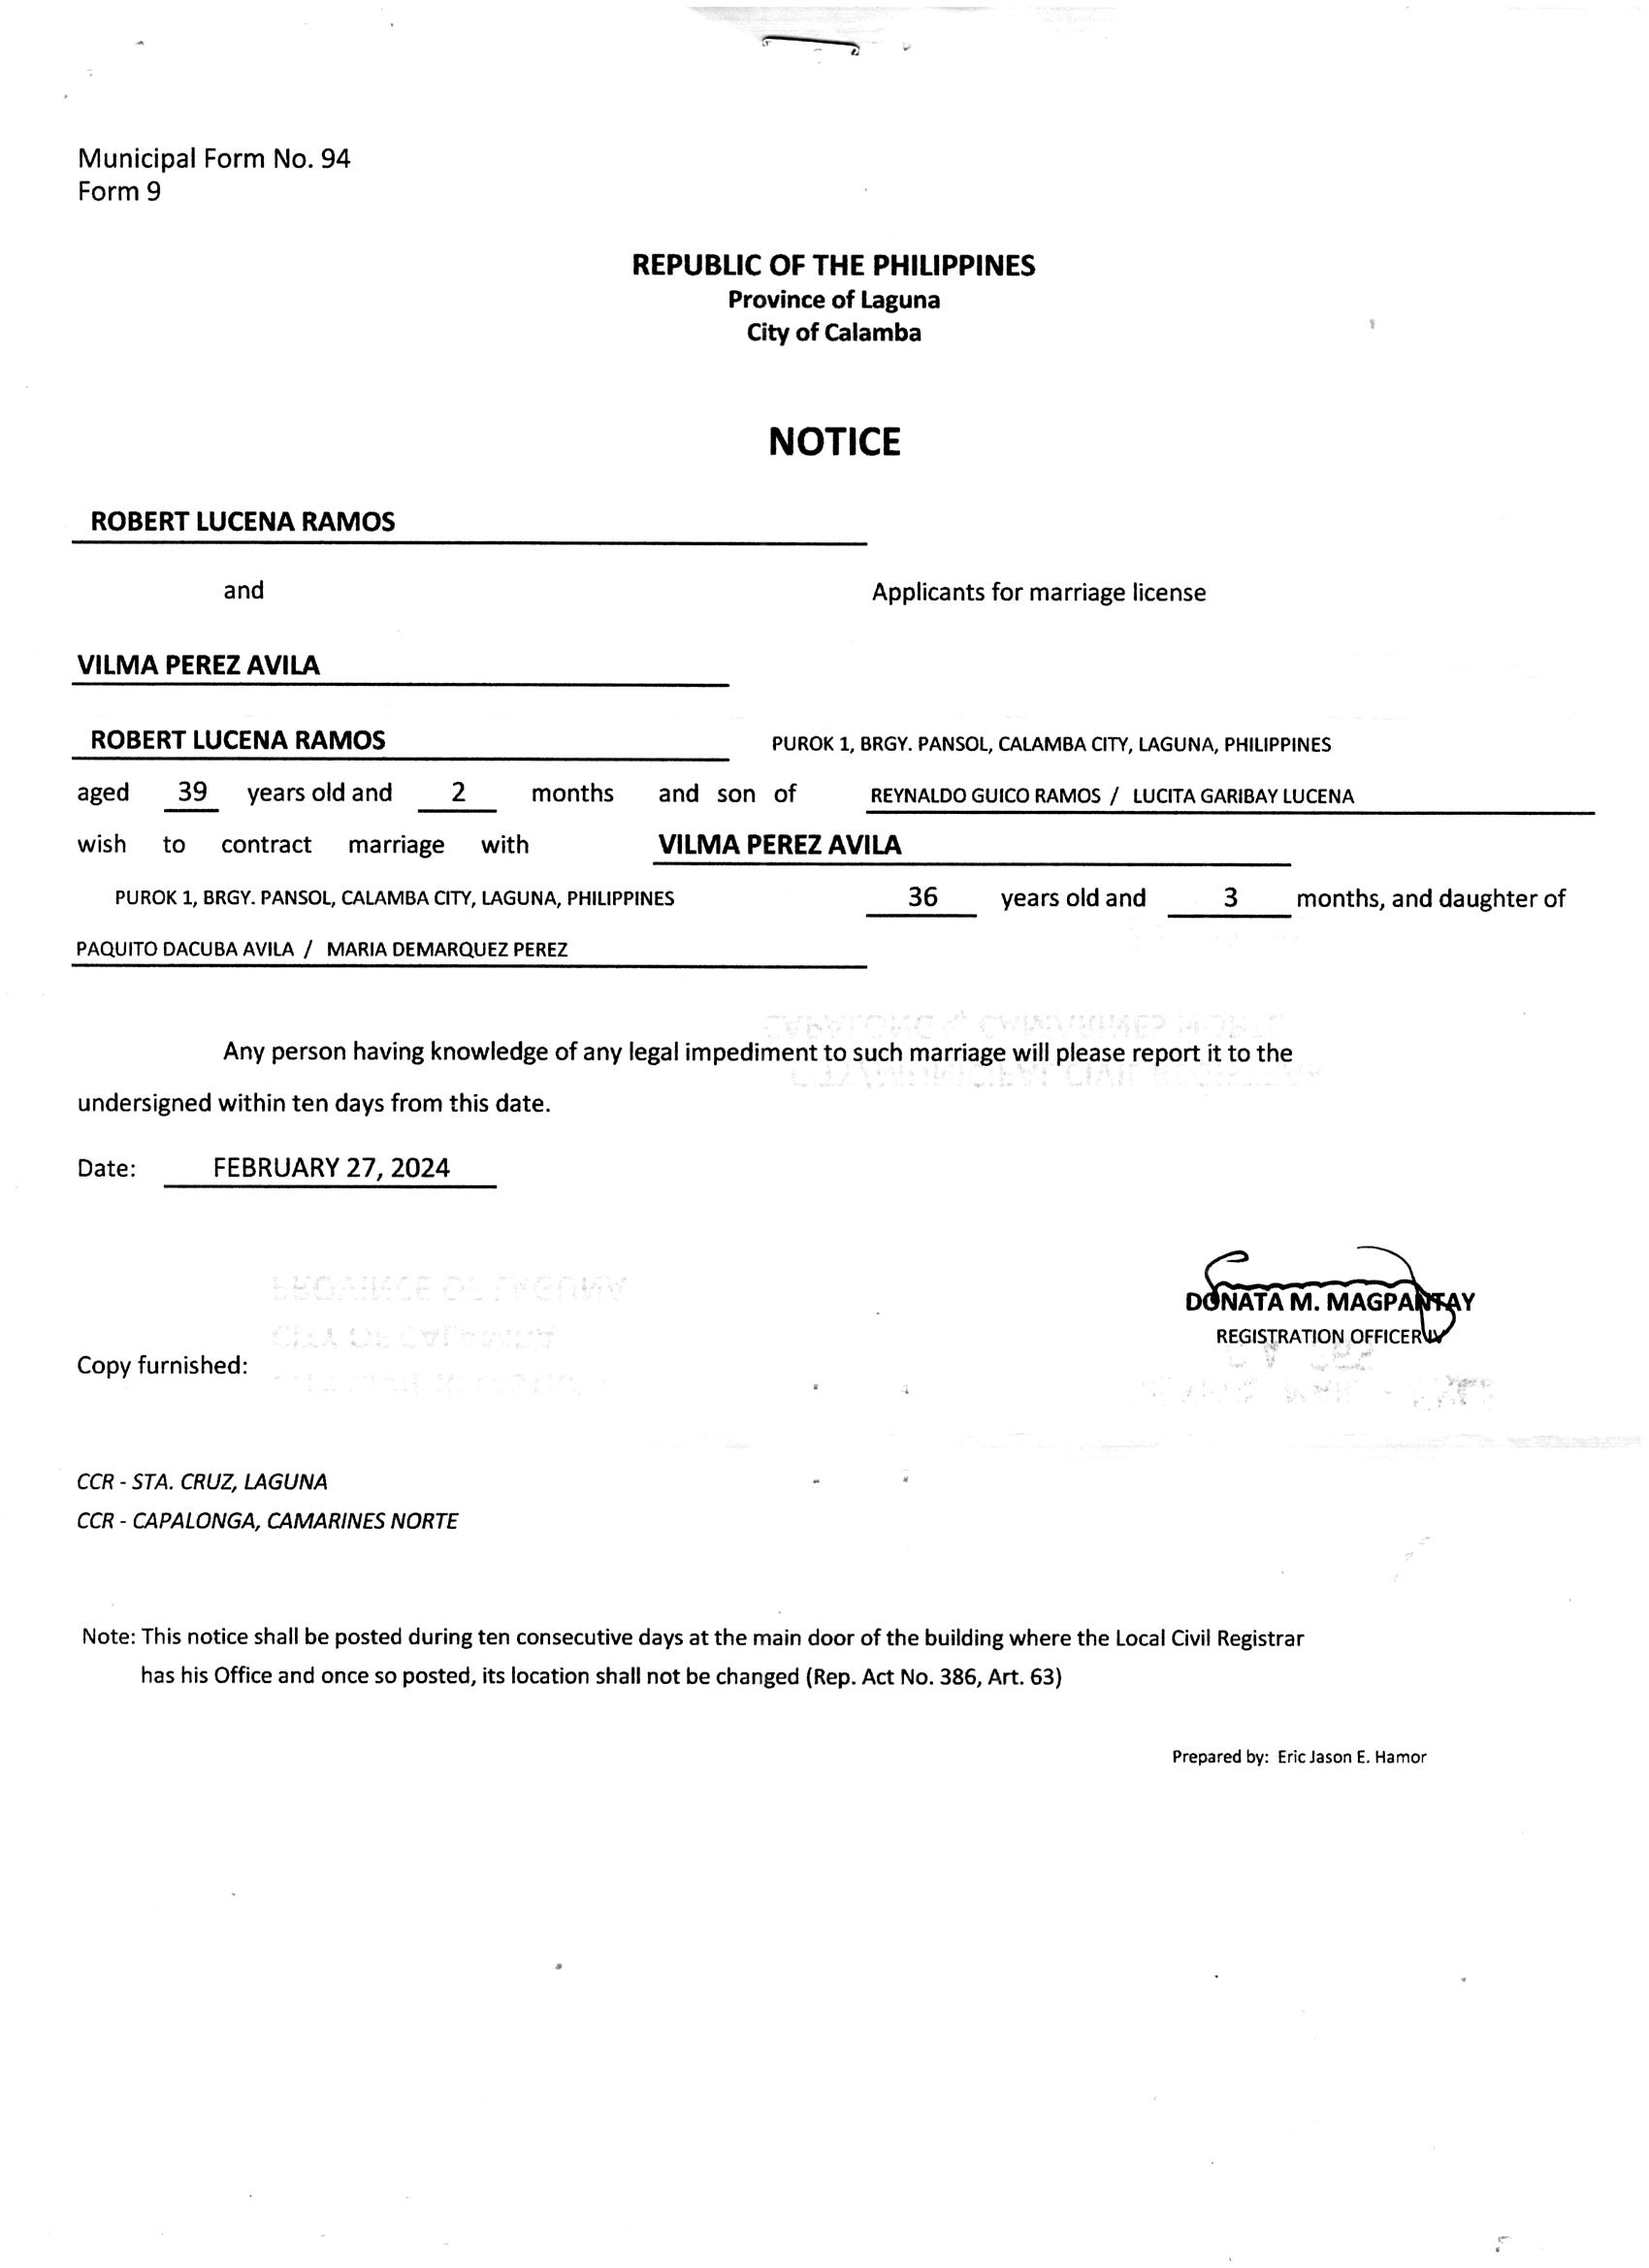 Municipal Form No. 94
Form 9
REPUBLIC OF THE PHILIPPINES
Province of Laguna
City of Calamba
NOTICE
ROBERT LUCENA RAMOS
and Applicants for marriage license
VILMA PEREZ AVILA
ROBERT LUCENA RAMOS PUROK 1, BRGY. PANSOL, CALAMBA CITY, LAGUNA, PHILIPPINES
aged 39 years old and 2 months and son of REYNALDO GUICO RAMOS / LUCITA GARIBAY LUCENA
wish to contract marriage with VILMA PEREZ AVILA
PUROK 1, BRGY. PANSOL, CALAMBA CITY, LAGUNA, PHILIPPINES 36 years old and 3 months, and daughter of
PAQUITO DACUBA AVILA / MARIA DEMARQUEZ PEREZ
Any person having knowledge of any legal impediment to such marriage will please report it to the
undersigned within ten days from this date.
Date: FEBRUARY 27, 2024
DONATA M. MAGPANTAY
REGISTRATION OFFICER IV
Copy furnished:
CCR - STA. CRUZ, LAGUNA
CCR - CAPALONGA, CAMARINES NORTE
Note: This notice shall be posted during ten consecutive days at the main door of the building where the Local Civil Registrar
has his Office and once so posted, its location shall not be changed (Rep. Act No. 386, Art. 63)
Prepared by: Eric Jason E. Hamor